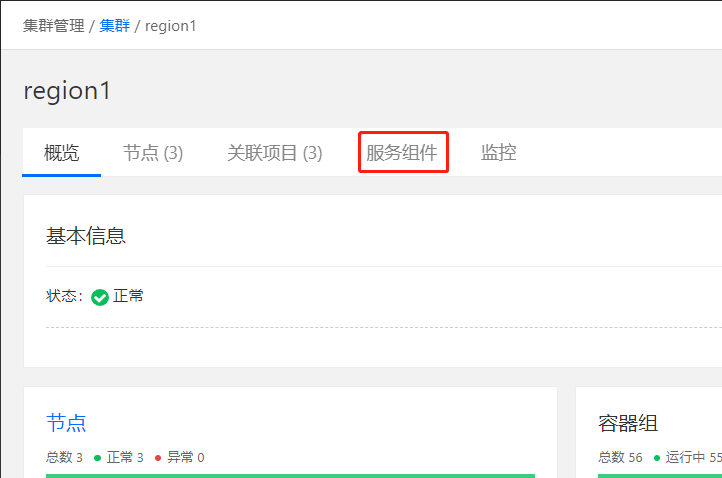 集群管理 / 集群 / region1
region1
概览 节点 (3) 关联项目 (3) 服务组件 监控
基本信息
状态: 正常
节点 容器组
总数 3 正常 3 异常 0 总数 56 运行中 55